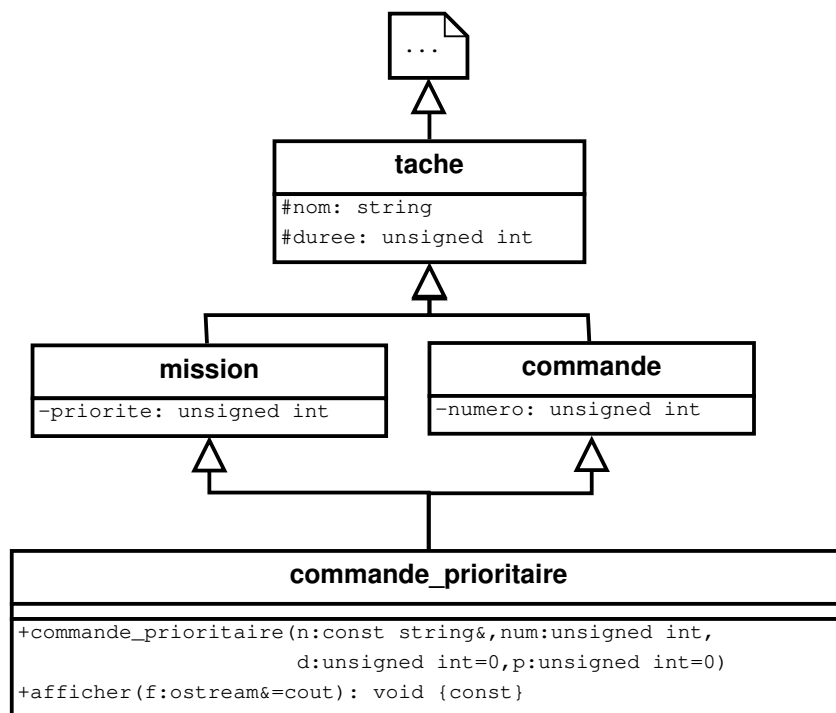 ...
tache
#nom: string
#duree: unsigned int
mission
-priorite: unsigned int
commande
-numero: unsigned int
commande_prioritaire
+commande_prioritaire(n:const string&,num:unsigned int,
d:unsigned int=0,p:unsigned int=0)
+afficher(f:ostream&=cout): void {const}